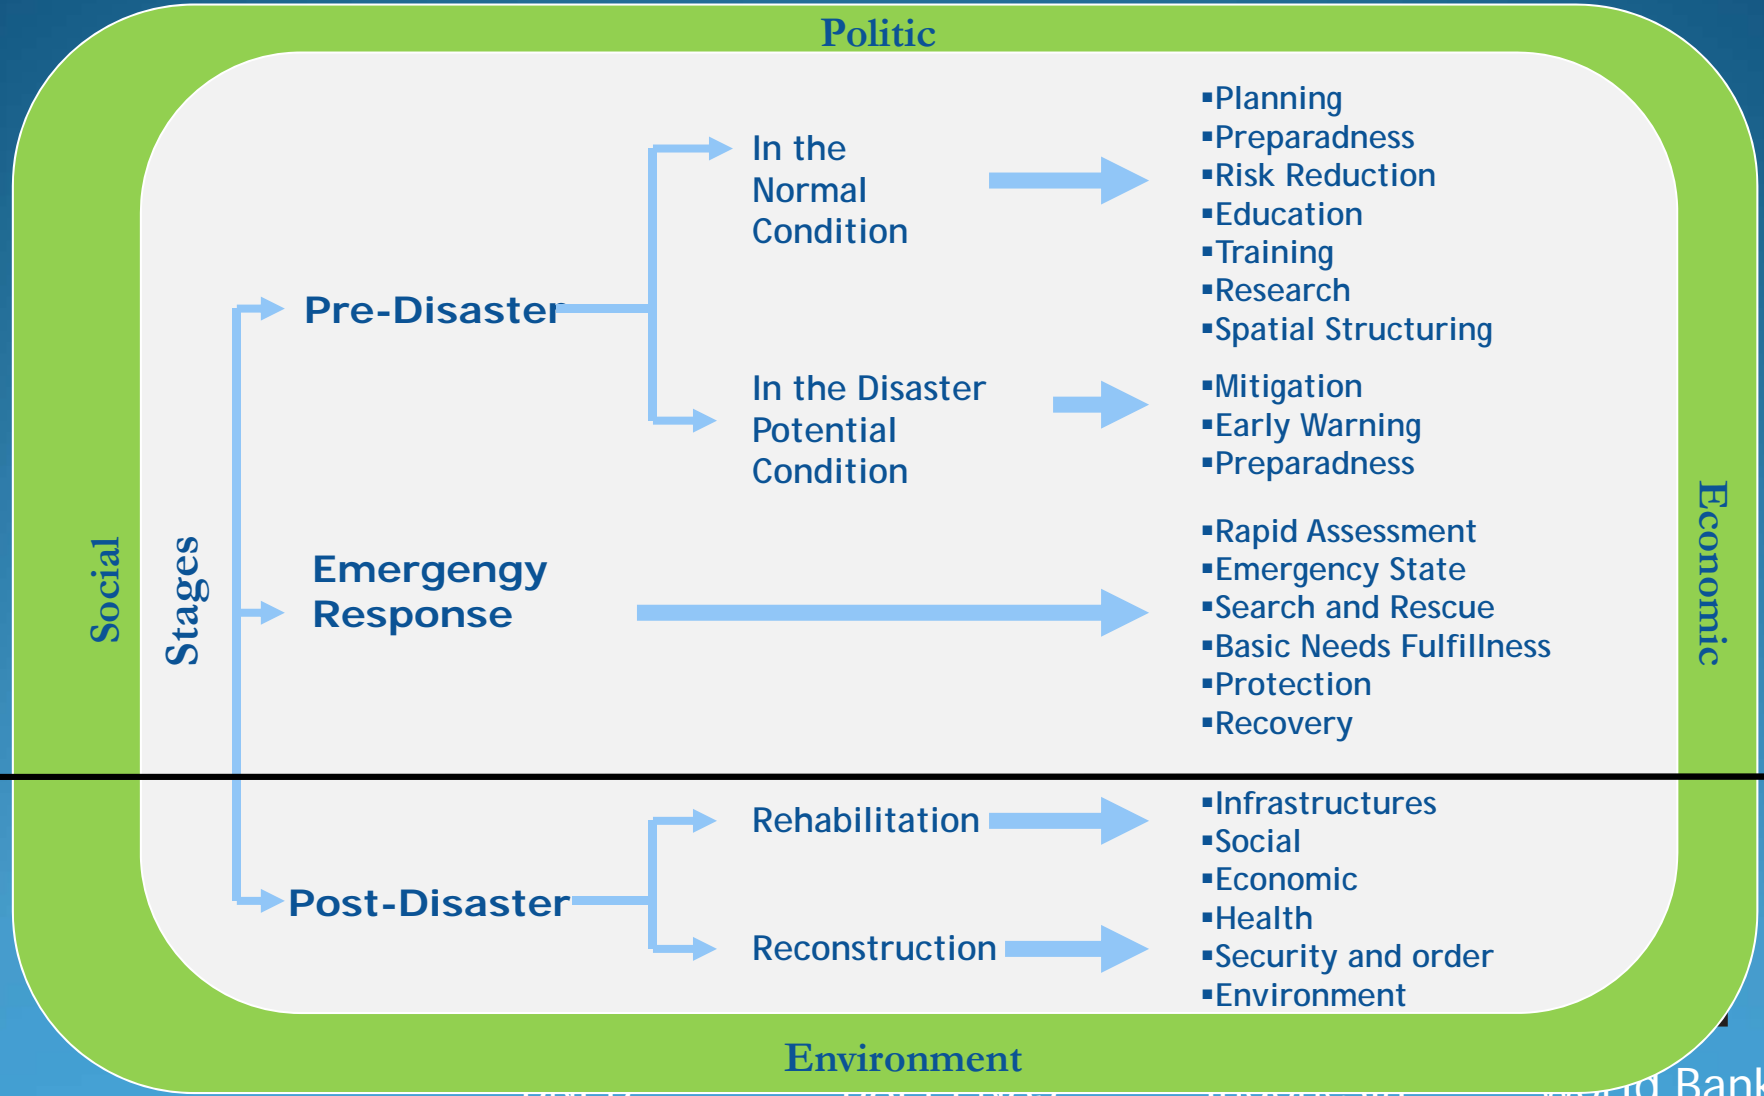 Politic
Social
Stages
Economic
Pre-Disaster
In the
Normal
Condition
▪Planning
▪Preparadness
▪Risk Reduction
▪Education
▪Training
▪Research
▪Spatial Structuring
In the Disaster
Potential
Condition
▪Mitigation
▪Early Warning
▪Preparadness
Emergengy
Response
▪Rapid Assessment
▪Emergency State
▪Search and Rescue
▪Basic Needs Fulfillness
▪Protection
▪Recovery
Post-Disaster
Rehabilitation
Reconstruction
▪Infrastructures
▪Social
▪Economic
▪Health
▪Security and order
▪Environment
Environment
Bank